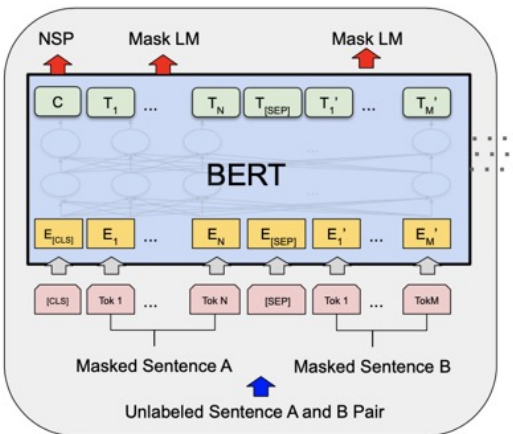 NSP Mask LM Mask LM
C T1 ... TN T[SEP] T1' ... TM'
...
BERT
...
E[CLS] E1 ... EN E[SEP] E1' ... EM'
[CLS] Tok 1 ... Tok N [SEP] Tok 1 ... TokM
Masked Sentence A Masked Sentence B
Unlabeled Sentence A and B Pair